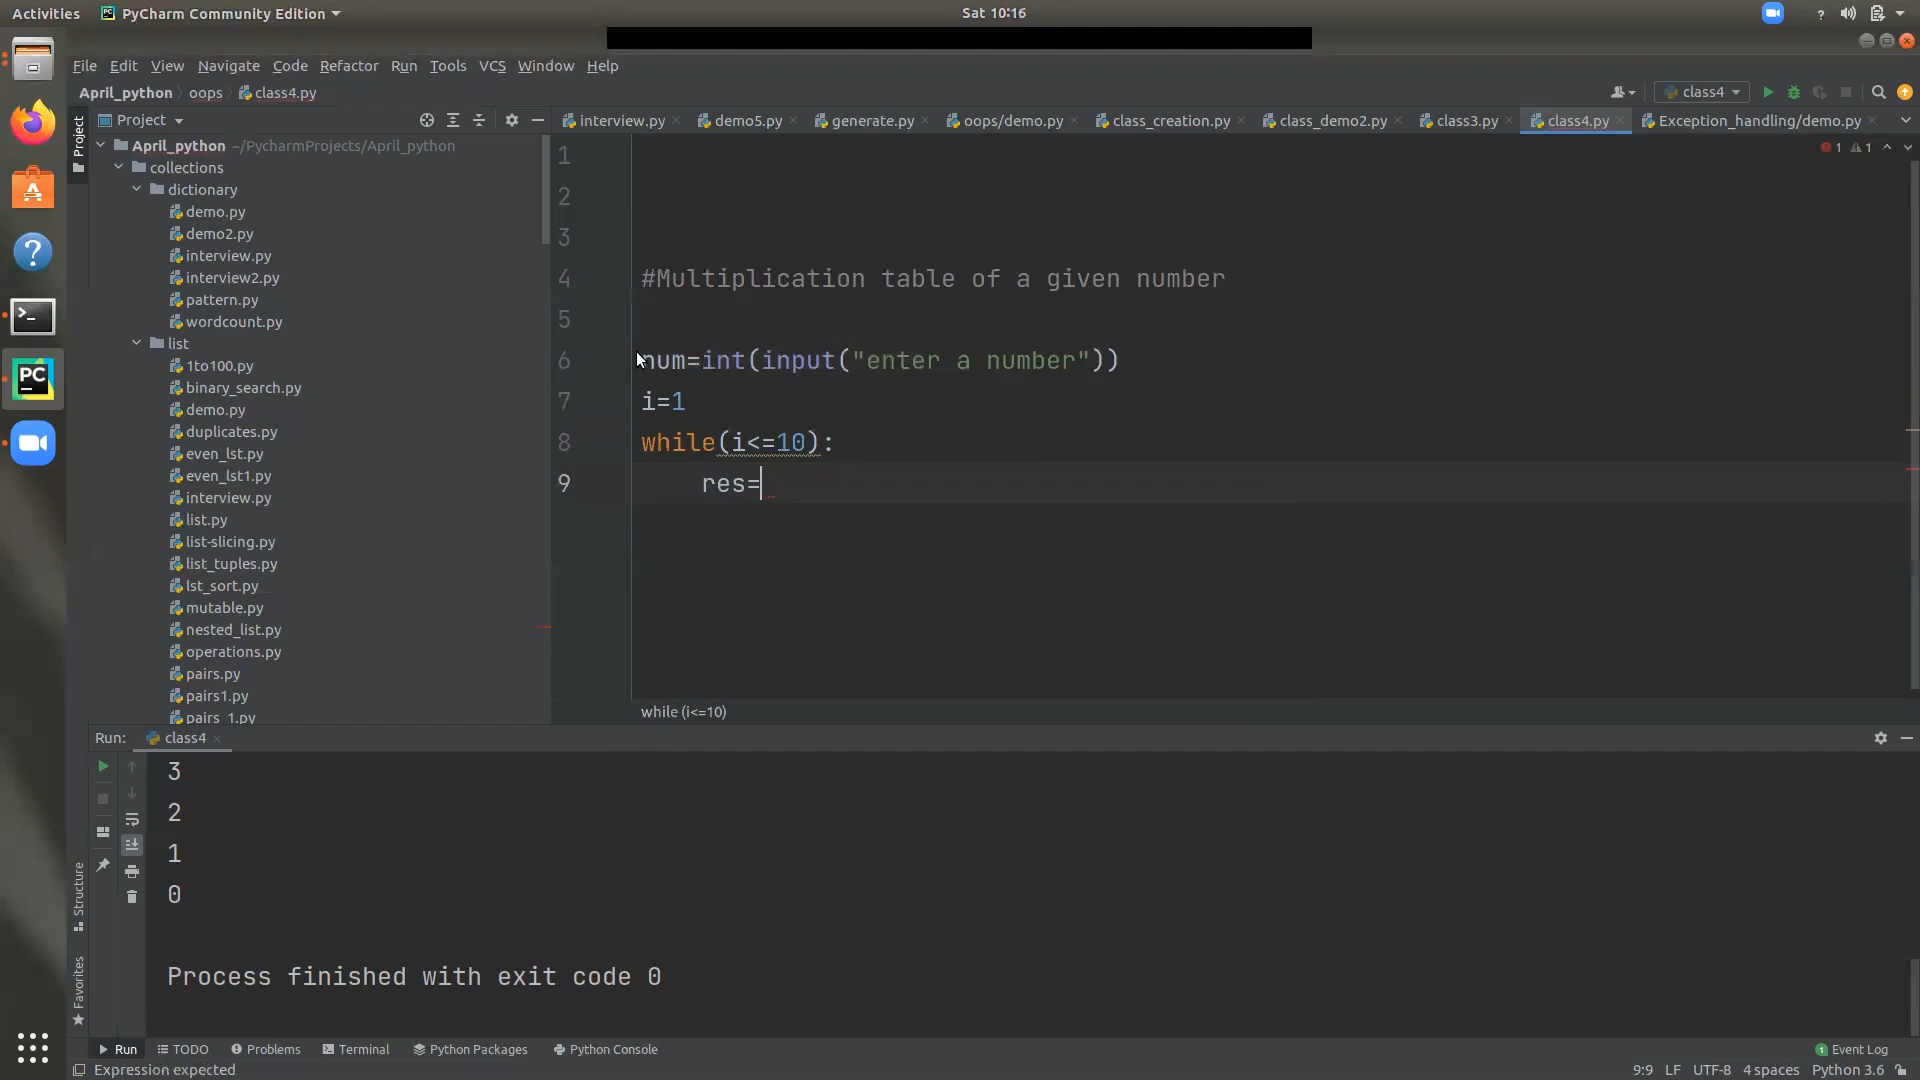 Activities PyCharm Community Edition Sat 10:16
File Edit View Navigate Code Refactor Run Tools VCS Window Help
April_python oops class4.py class4
Project interview.py demo5.py generate.py oops/demo.py class_creation.py class_demo2.py class3.py class4.py Exception_handling/demo.py
Project
April_python ~/PycharmProjects/April_python
collections
dictionary
demo.py
demo2.py
interview.py
interview2.py
pattern.py
wordcount.py
list
1to100.py
binary_search.py
demo.py
duplicates.py
even_lst.py
even_lst1.py
interview.py
list.py
list-slicing.py
list_tuples.py
lst_sort.py
mutable.py
nested_list.py
operations.py
pairs.py
pairs1.py
pairs_1.py
1 1
1
2
3
4 #Multiplication table of a given number
5
6 num=int(input("enter a number"))
7 i=1
8 while(i<=10):
9 res=
while (i<=10)
Run: class4
3
2
1
0
Process finished with exit code 0
Structure
Favorites
Run TODO Problems Terminal Python Packages Python Console 1 Event Log
Expression expected 9:9 LF UTF-8 4 spaces Python 3.6